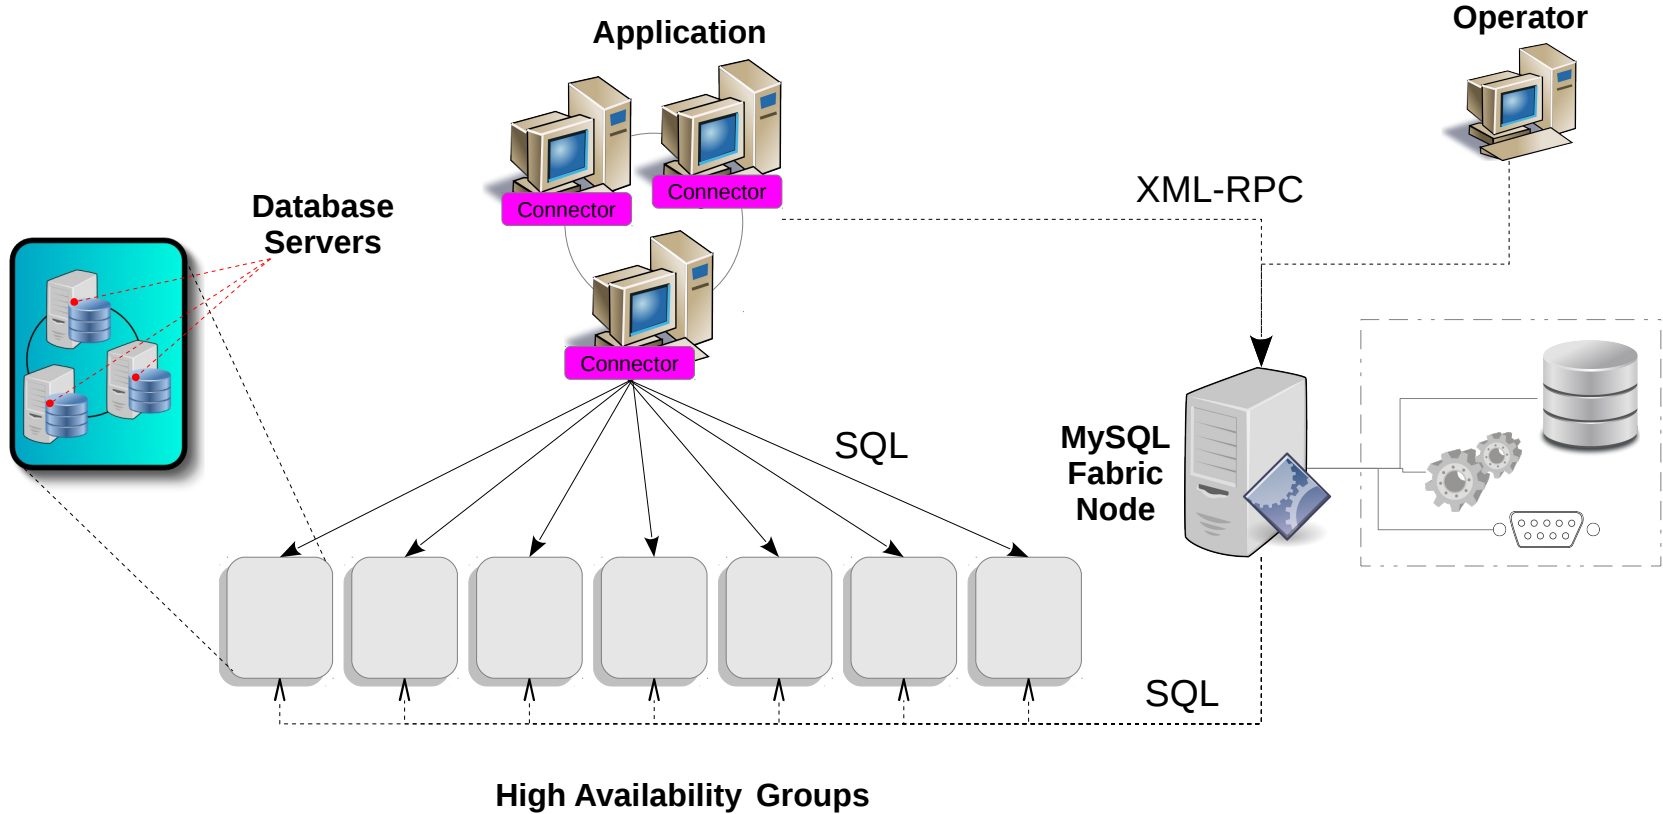 Application
Operator
XML-RPC
Connector
Connector
Database
Servers
Connector
SQL
MySQL
Fabric
Node
SQL
High Availability Groups